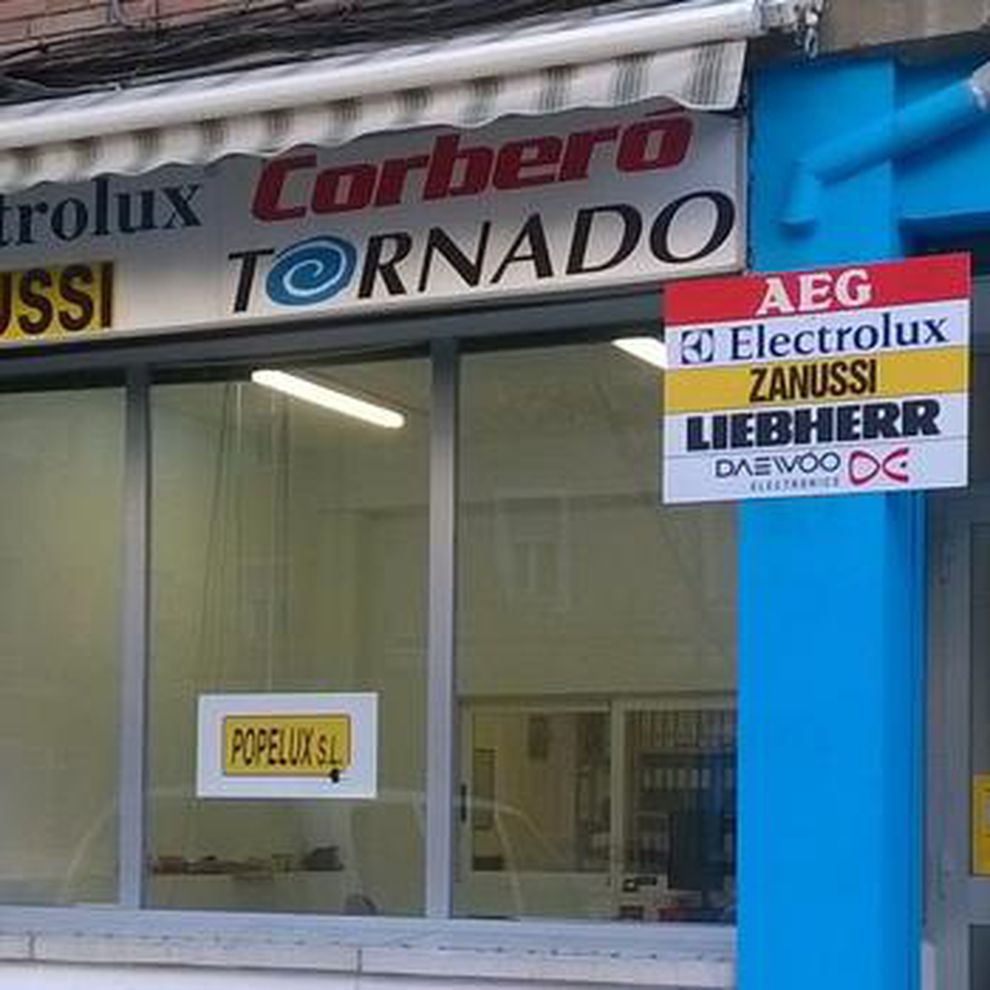 Corberó
trolux
TORNADO
USSI
AEG
Electrolux
ZANUSSI
LIEBHERR
DAEWOO
ELECTRONICS
POPELUX S.L.